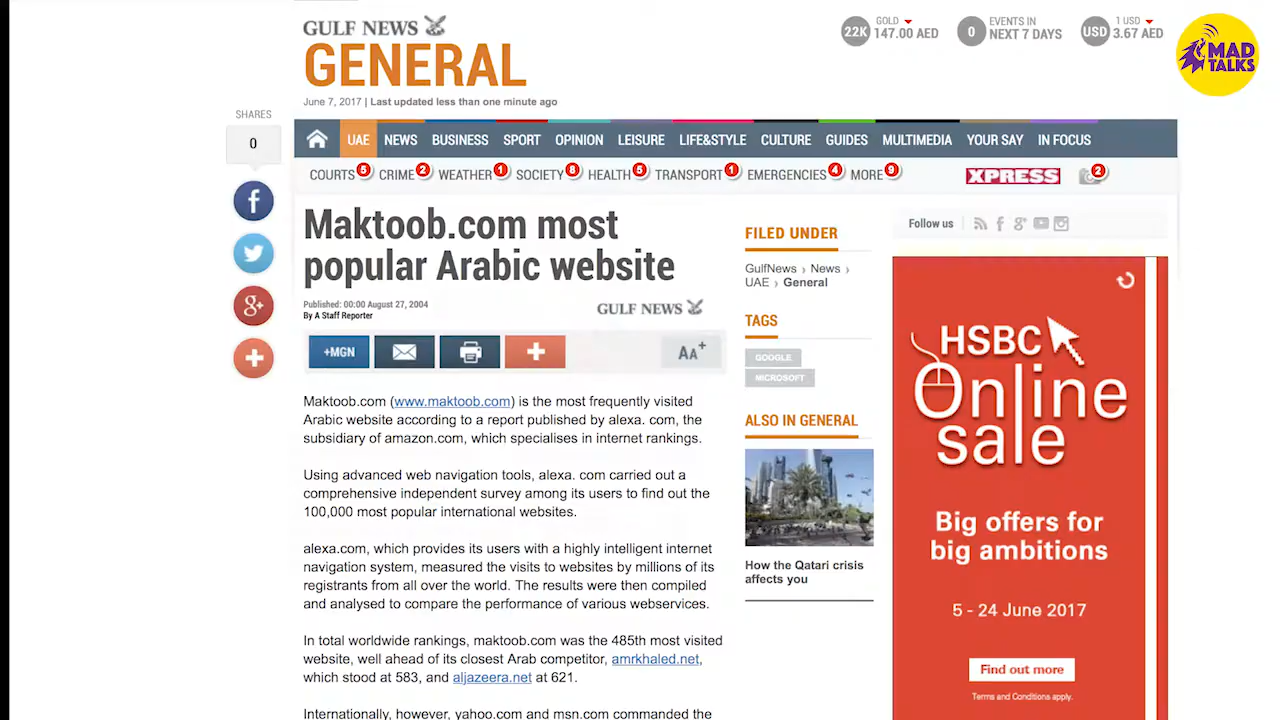 GULF NEWS
GENERAL
June 7, 2017 | Last updated less than one minute ago
22K
GOLD
147.00 AED
0
EVENTS IN
NEXT 7 DAYS
USD
1 USD
3.67 AED
MAD
TALKS
SHARES
0
UAE NEWS BUSINESS SPORT OPINION LEISURE LIFE&STYLE CULTURE GUIDES MULTIMEDIA YOUR SAY IN FOCUS
COURTS 5 CRIME 2 WEATHER 1 SOCIETY 8 HEALTH 5 TRANSPORT 1 EMERGENCIES 4 MORE 9 XPRESS 2
Maktoob.com most
popular Arabic website
Published: 00:00 August 27, 2004
By A Staff Reporter
GULF NEWS
+MGN
AA+
Maktoob.com (www.maktoob.com) is the most frequently visited
Arabic website according to a report published by alexa. com, the
subsidiary of amazon.com, which specialises in internet rankings.
Using advanced web navigation tools, alexa. com carried out a
comprehensive independent survey among its users to find out the
100,000 most popular international websites.
alexa.com, which provides its users with a highly intelligent internet
navigation system, measured the visits to websites by millions of its
registrants from all over the world. The results were then compiled
and analysed to compare the performance of various webservices.
In total worldwide rankings, maktoob.com was the 485th most visited
website, well ahead of its closest Arab competitor, amrkhaled.net,
which stood at 583, and aljazeera.net at 621.
Internationally, however, yahoo.com and msn.com commanded the
FILED UNDER
GulfNews › News ›
UAE › General
TAGS
GOOGLE
MICROSOFT
ALSO IN GENERAL
How the Qatari crisis
affects you
Follow us
HSBC
Online
sale
Big offers for
big ambitions
5 - 24 June 2017
Find out more
Terms and Conditions apply.